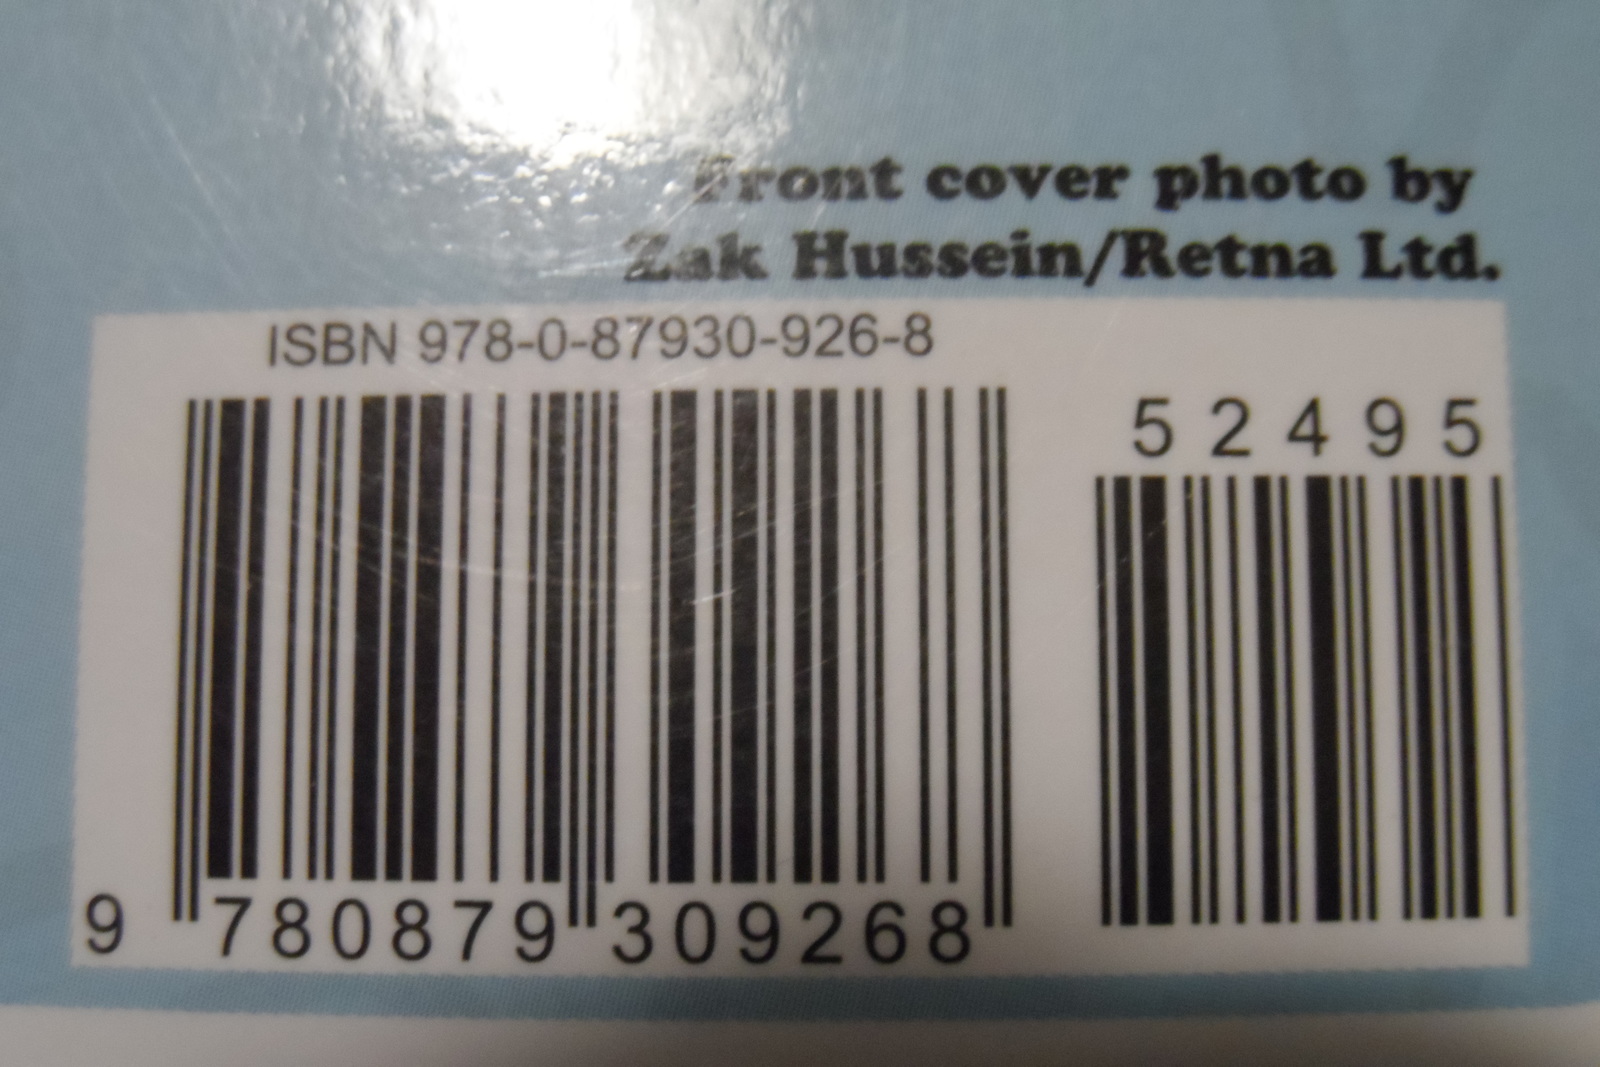 Front cover photo by
Zak Hussein/Retna Ltd.
ISBN 978-0-87930-926-8
52495
9 780879 309268